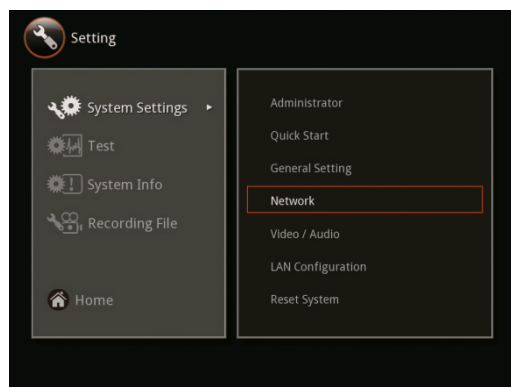 Setting
System Settings
Test
System Info
Recording File
Home
Administrator
Quick Start
General Setting
Network
Video / Audio
LAN Configuration
Reset System